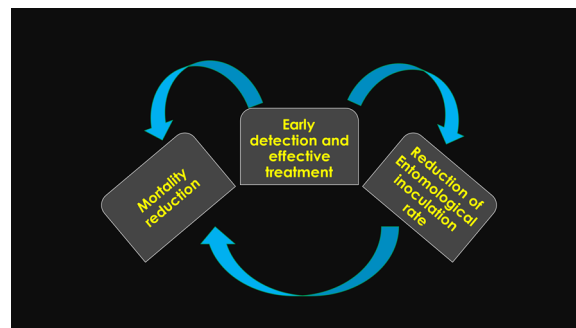 Early
detection and
effective
treatment
Mortality
reduction
Reduction of
Entomological
inoculation
rate